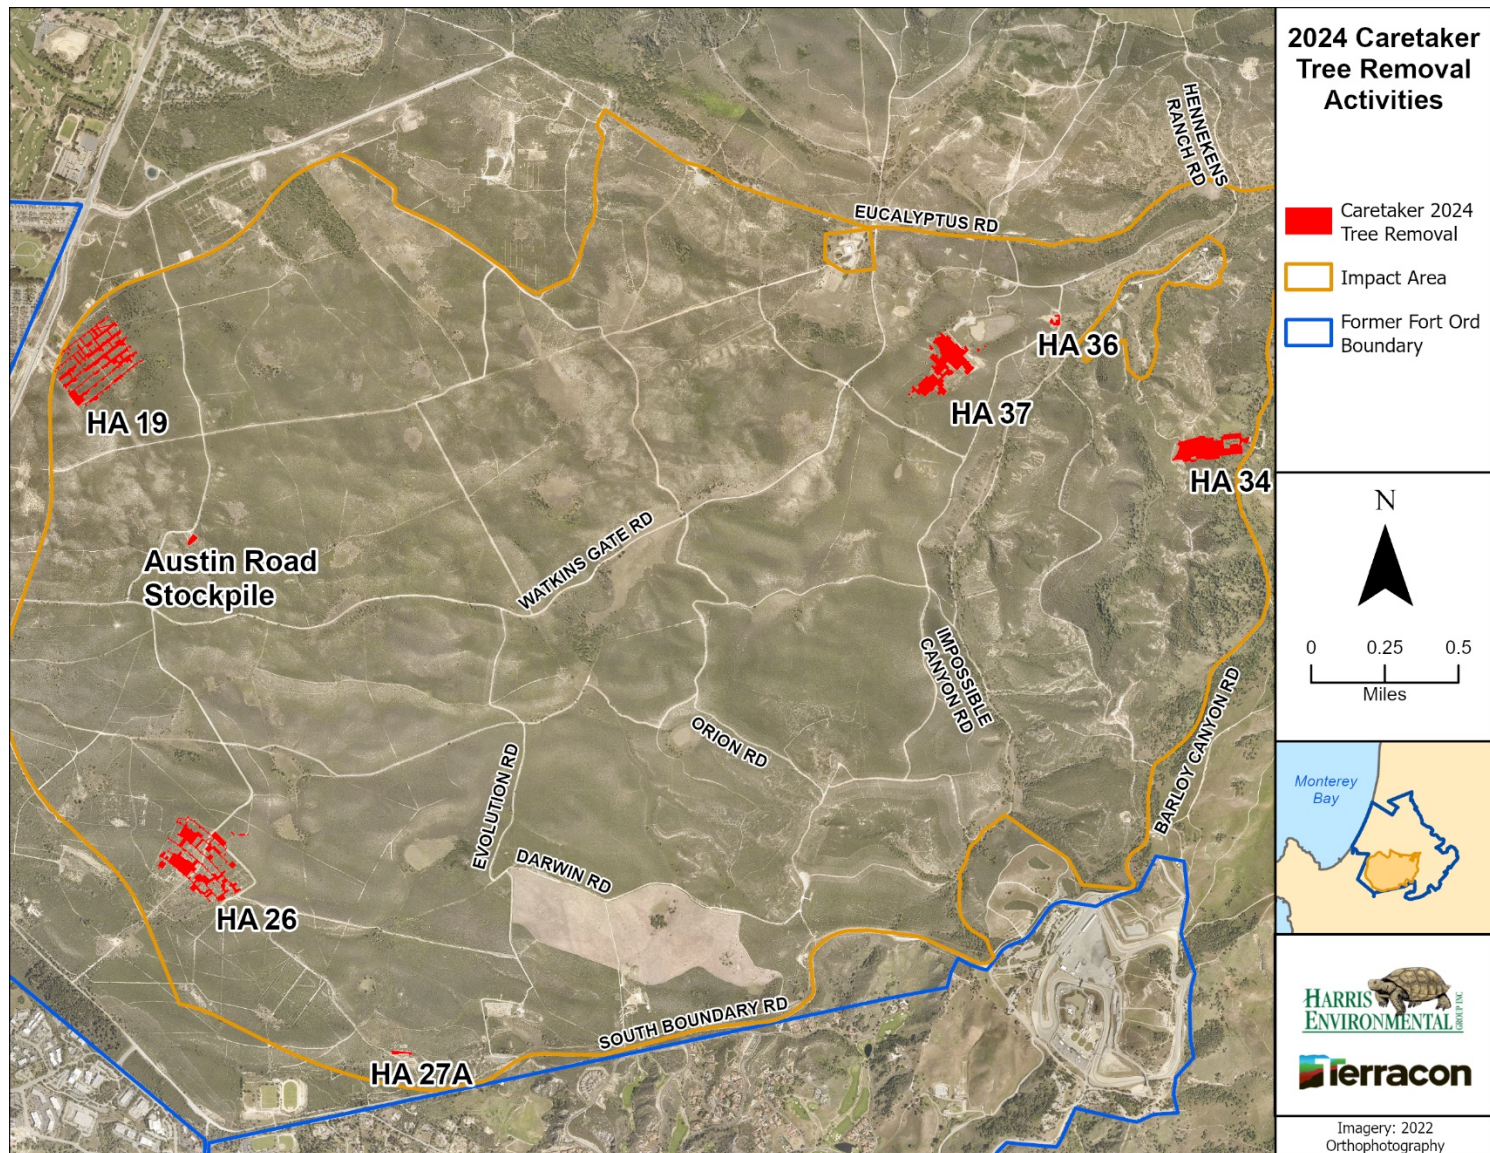 2024 Caretaker
Tree Removal
Activities
Caretaker 2024
Tree Removal
Impact Area
Former Fort Ord
Boundary
HENNEKENS
RANCH RD
EUCALYPTUS RD
HA 36
HA 19
HA 37
HA 34
WATKINS GATE RD
Austin Road
Stockpile
IMPOSSIBLE
CANYON RD
BARLOY CANYON RD
ORION RD
EVOLUTION RD
DARWIN RD
HA 26
SOUTH BOUNDARY RD
HA 27A
N
0 0.25 0.5
Miles
Monterey
Bay
HARRIS
ENVIRONMENTAL
GROUP INC
Terracon
Imagery: 2022
Orthophotography